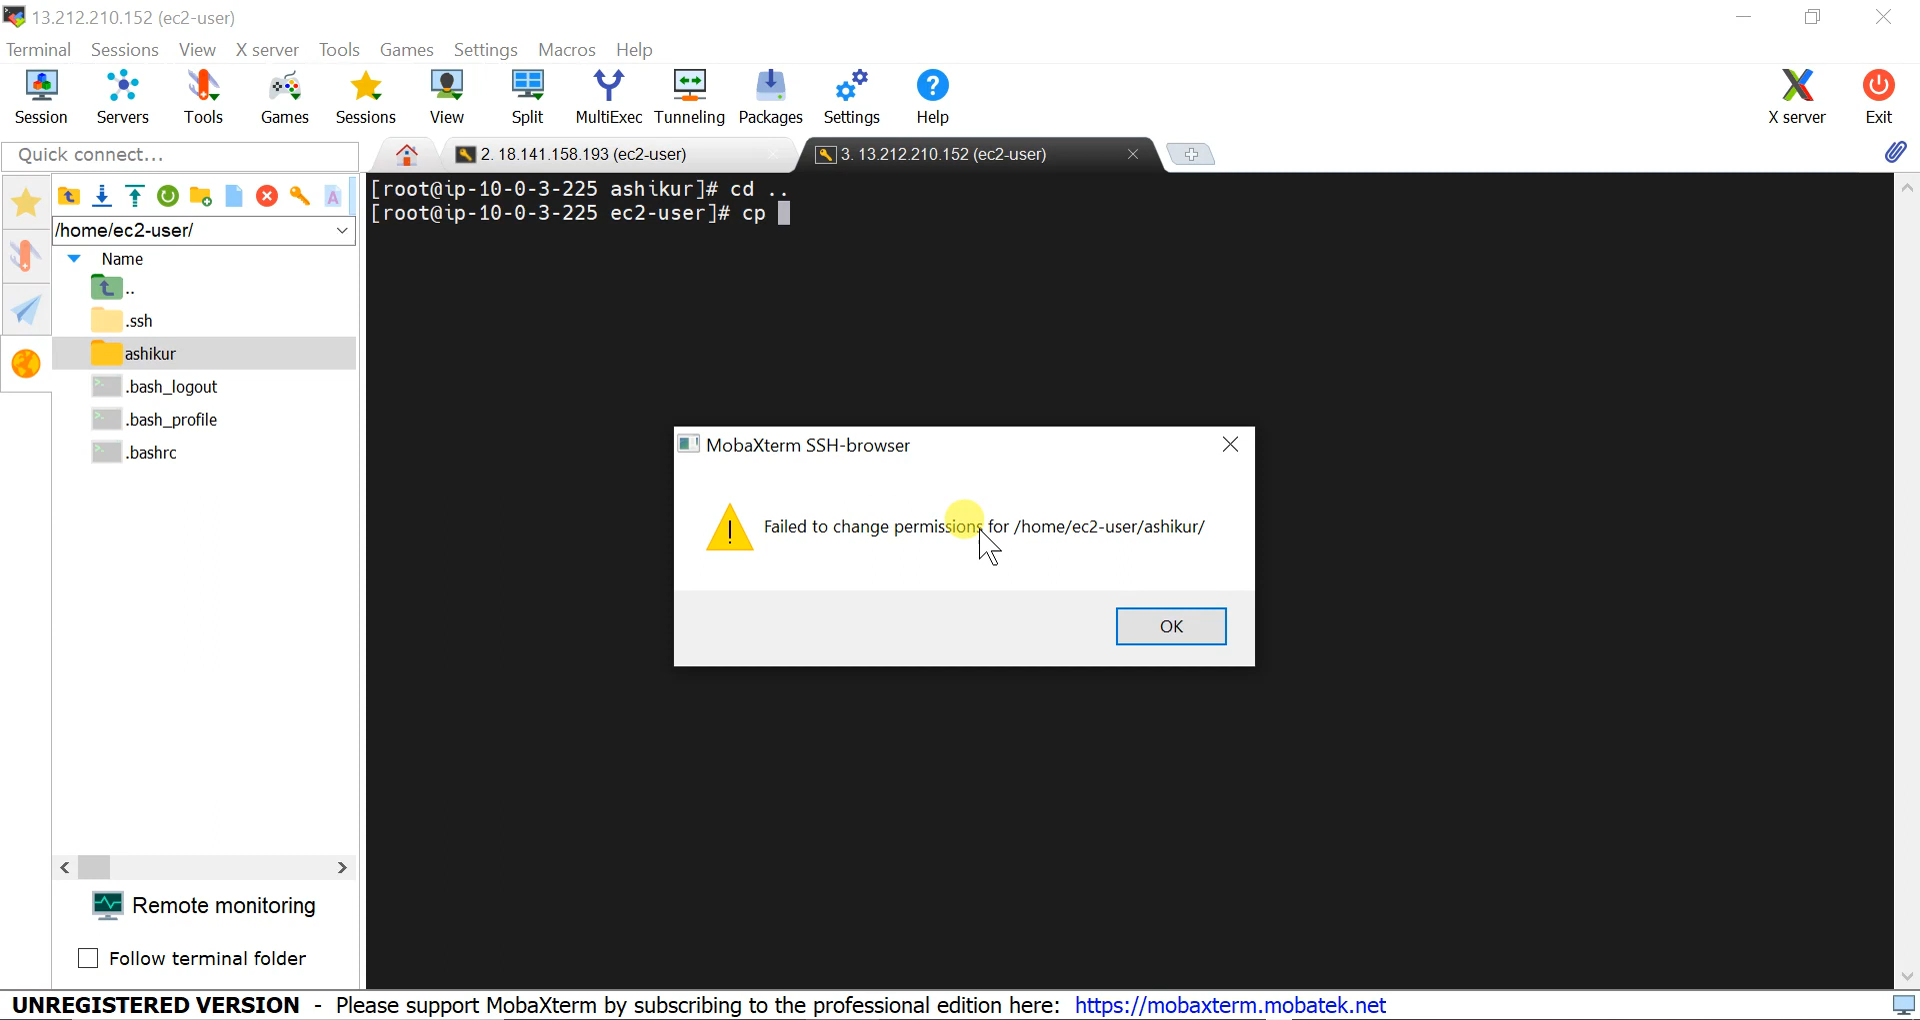 13.212.210.152 (ec2-user)
Terminal Sessions View X server Tools Games Settings Macros Help
Session Servers Tools Games Sessions View Split MultiExec Tunneling Packages Settings Help X server Exit
Quick connect...
2. 18.141.158.193 (ec2-user)
3. 13.212.210.152 (ec2-user)
[root@ip-10-0-3-225 ashikur]# cd ..
[root@ip-10-0-3-225 ec2-user]# cp
/home/ec2-user/
Name
..
.ssh
ashikur
.bash_logout
.bash_profile
.bashrc
MobaXterm SSH-browser
Failed to change permissions for /home/ec2-user/ashikur/
OK
Remote monitoring
Follow terminal folder
UNREGISTERED VERSION - Please support MobaXterm by subscribing to the professional edition here: https://mobaxterm.mobatek.net